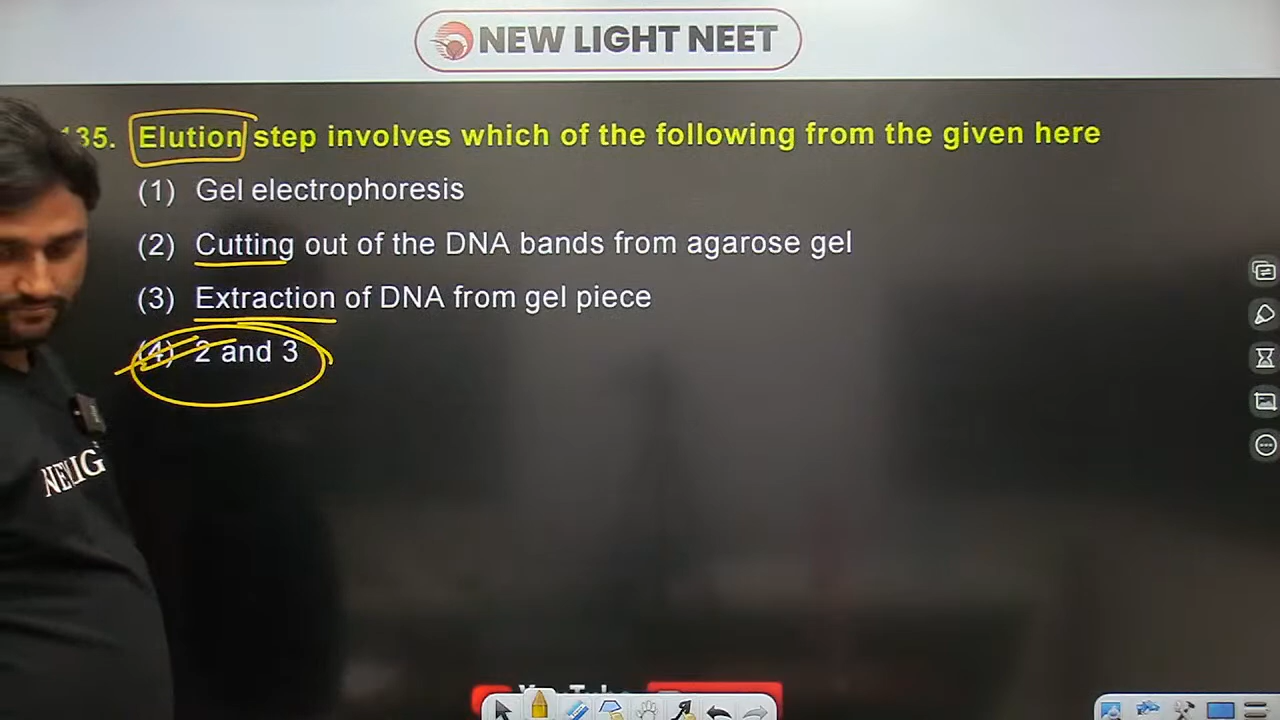 NEW LIGHT NEET
135. Elution step involves which of the following from the given here
(1) Gel electrophoresis
(2) Cutting out of the DNA bands from agarose gel
(3) Extraction of DNA from gel piece
(4) 2 and 3